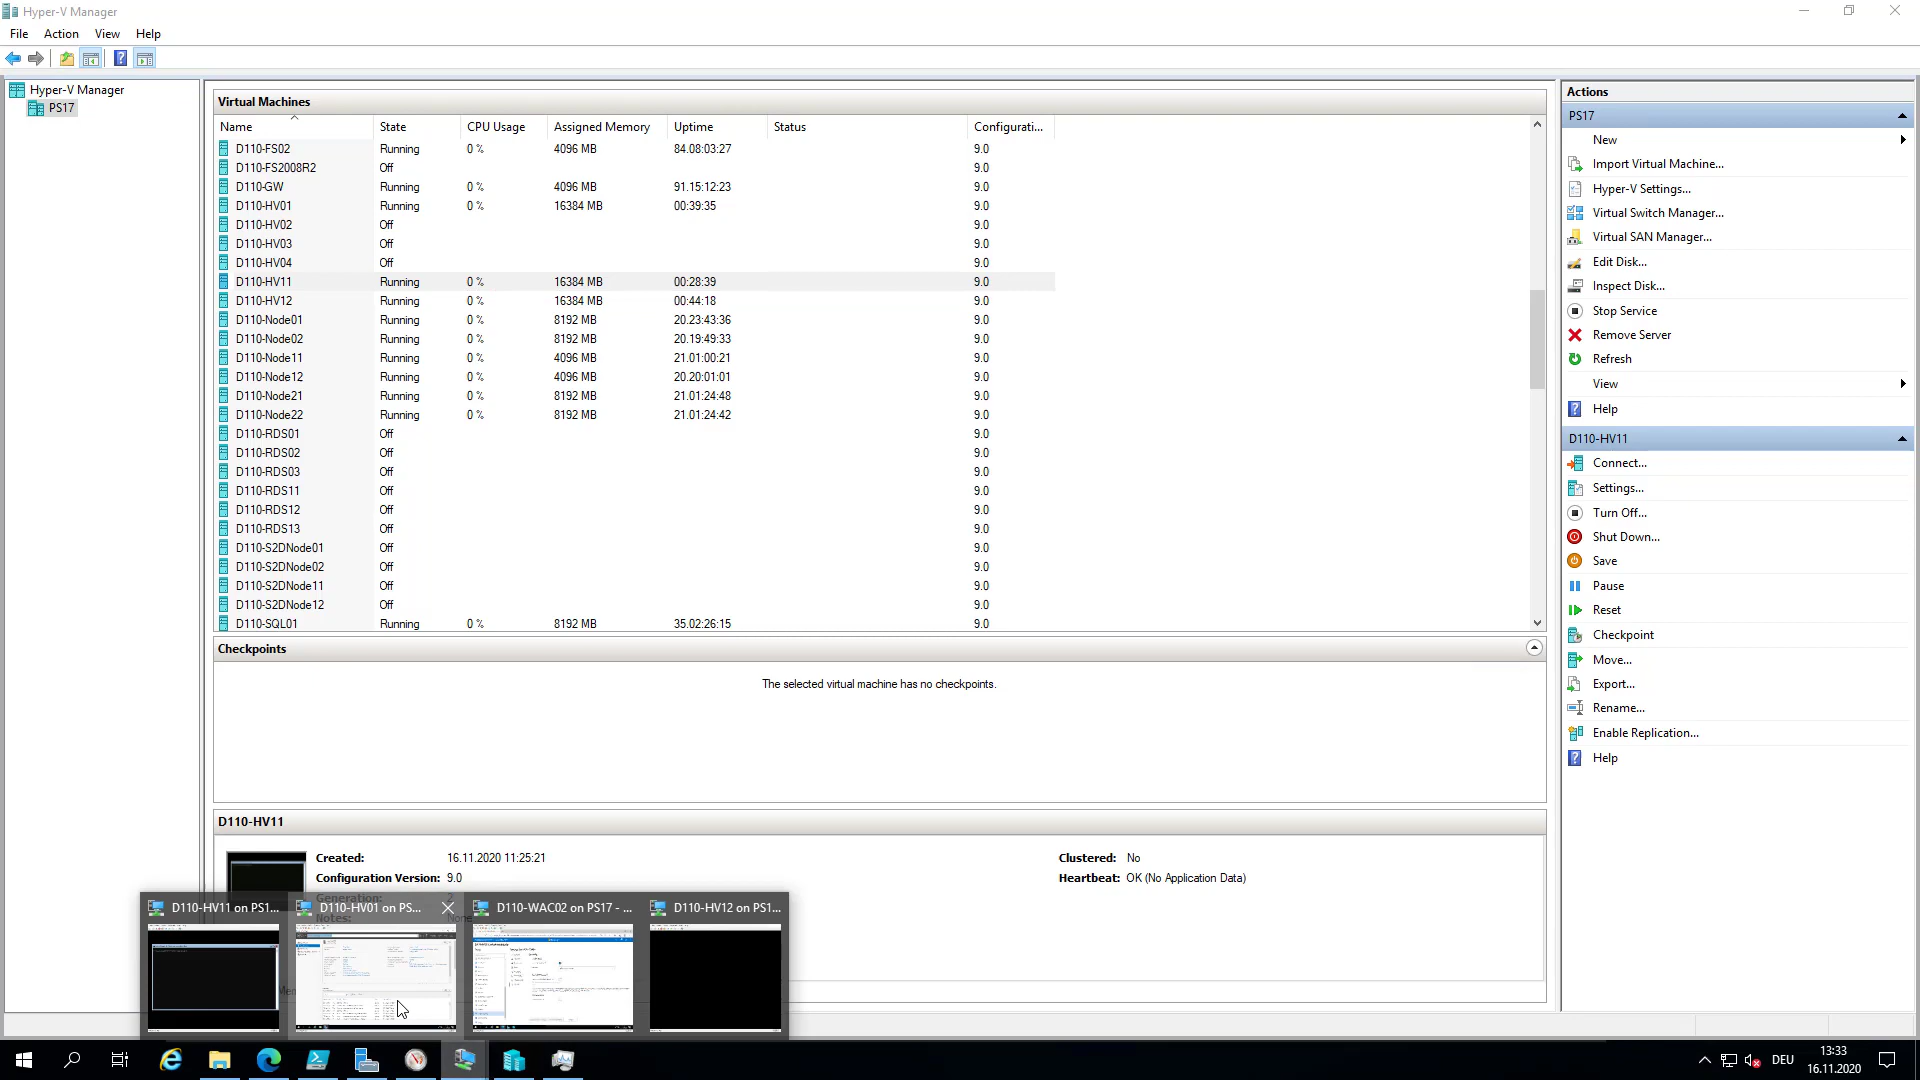 Hyper-V Manager
File Action View Help
Hyper-V Manager
PS17
Virtual Machines
Name State CPU Usage Assigned Memory Uptime Status Configurati...
D110-FS02 Running 0 % 4096 MB 84.08:03:27 9.0
D110-FS2008R2 Off 9.0
D110-GW Running 0 % 4096 MB 91.15:12:23 9.0
D110-HV01 Running 0 % 16384 MB 00:39:35 9.0
D110-HV02 Off 9.0
D110-HV03 Off 9.0
D110-HV04 Off 9.0
D110-HV11 Running 0 % 16384 MB 00:28:39 9.0
D110-HV12 Running 0 % 16384 MB 00:44:18 9.0
D110-Node01 Running 0 % 8192 MB 20.23:43:36 9.0
D110-Node02 Running 0 % 8192 MB 20.19:49:33 9.0
D110-Node11 Running 0 % 4096 MB 21.01:00:21 9.0
D110-Node12 Running 0 % 4096 MB 20.20:01:01 9.0
D110-Node21 Running 0 % 8192 MB 21.01:24:48 9.0
D110-Node22 Running 0 % 8192 MB 21.01:24:42 9.0
D110-RDS01 Off 9.0
D110-RDS02 Off 9.0
D110-RDS03 Off 9.0
D110-RDS11 Off 9.0
D110-RDS12 Off 9.0
D110-RDS13 Off 9.0
D110-S2DNode01 Off 9.0
D110-S2DNode02 Off 9.0
D110-S2DNode11 Off 9.0
D110-S2DNode12 Off 9.0
D110-SQL01 Running 0 % 8192 MB 35.02:26:15 9.0
Checkpoints
The selected virtual machine has no checkpoints.
D110-HV11
Created: 16.11.2020 11:25:21 Clustered: No
Configuration Version: 9.0 Heartbeat: OK (No Application Data)
Generation: 2
Notes: None
D110-HV11 on PS1... D110-HV01 on PS... D110-WAC02 on PS17 - ... D110-HV12 on PS1...
Actions
PS17
New
Import Virtual Machine...
Hyper-V Settings...
Virtual Switch Manager...
Virtual SAN Manager...
Edit Disk...
Inspect Disk...
Stop Service
Remove Server
Refresh
View
Help
D110-HV11
Connect...
Settings...
Turn Off...
Shut Down...
Save
Pause
Reset
Checkpoint
Move...
Export...
Rename...
Enable Replication...
Help
DEU
13:33
16.11.2020